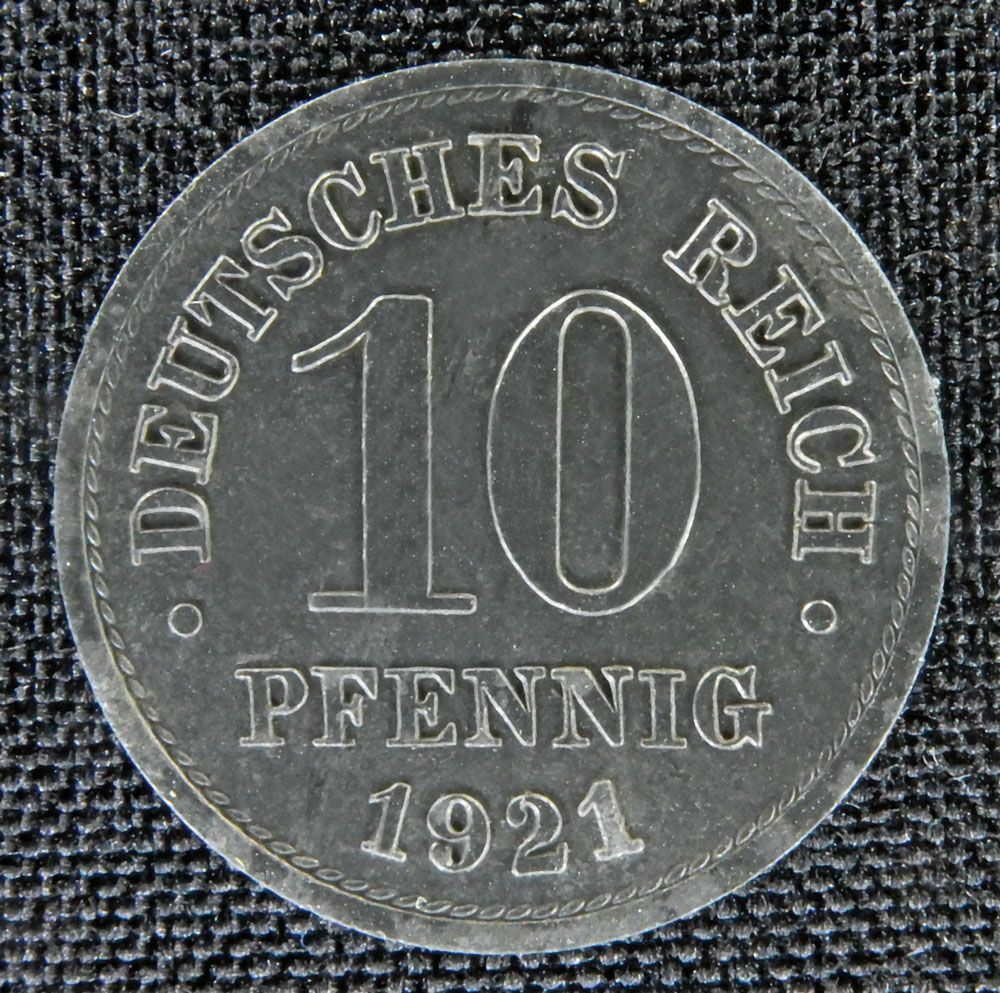 DEUTSCHES REICH
10
PFENNIG
1921